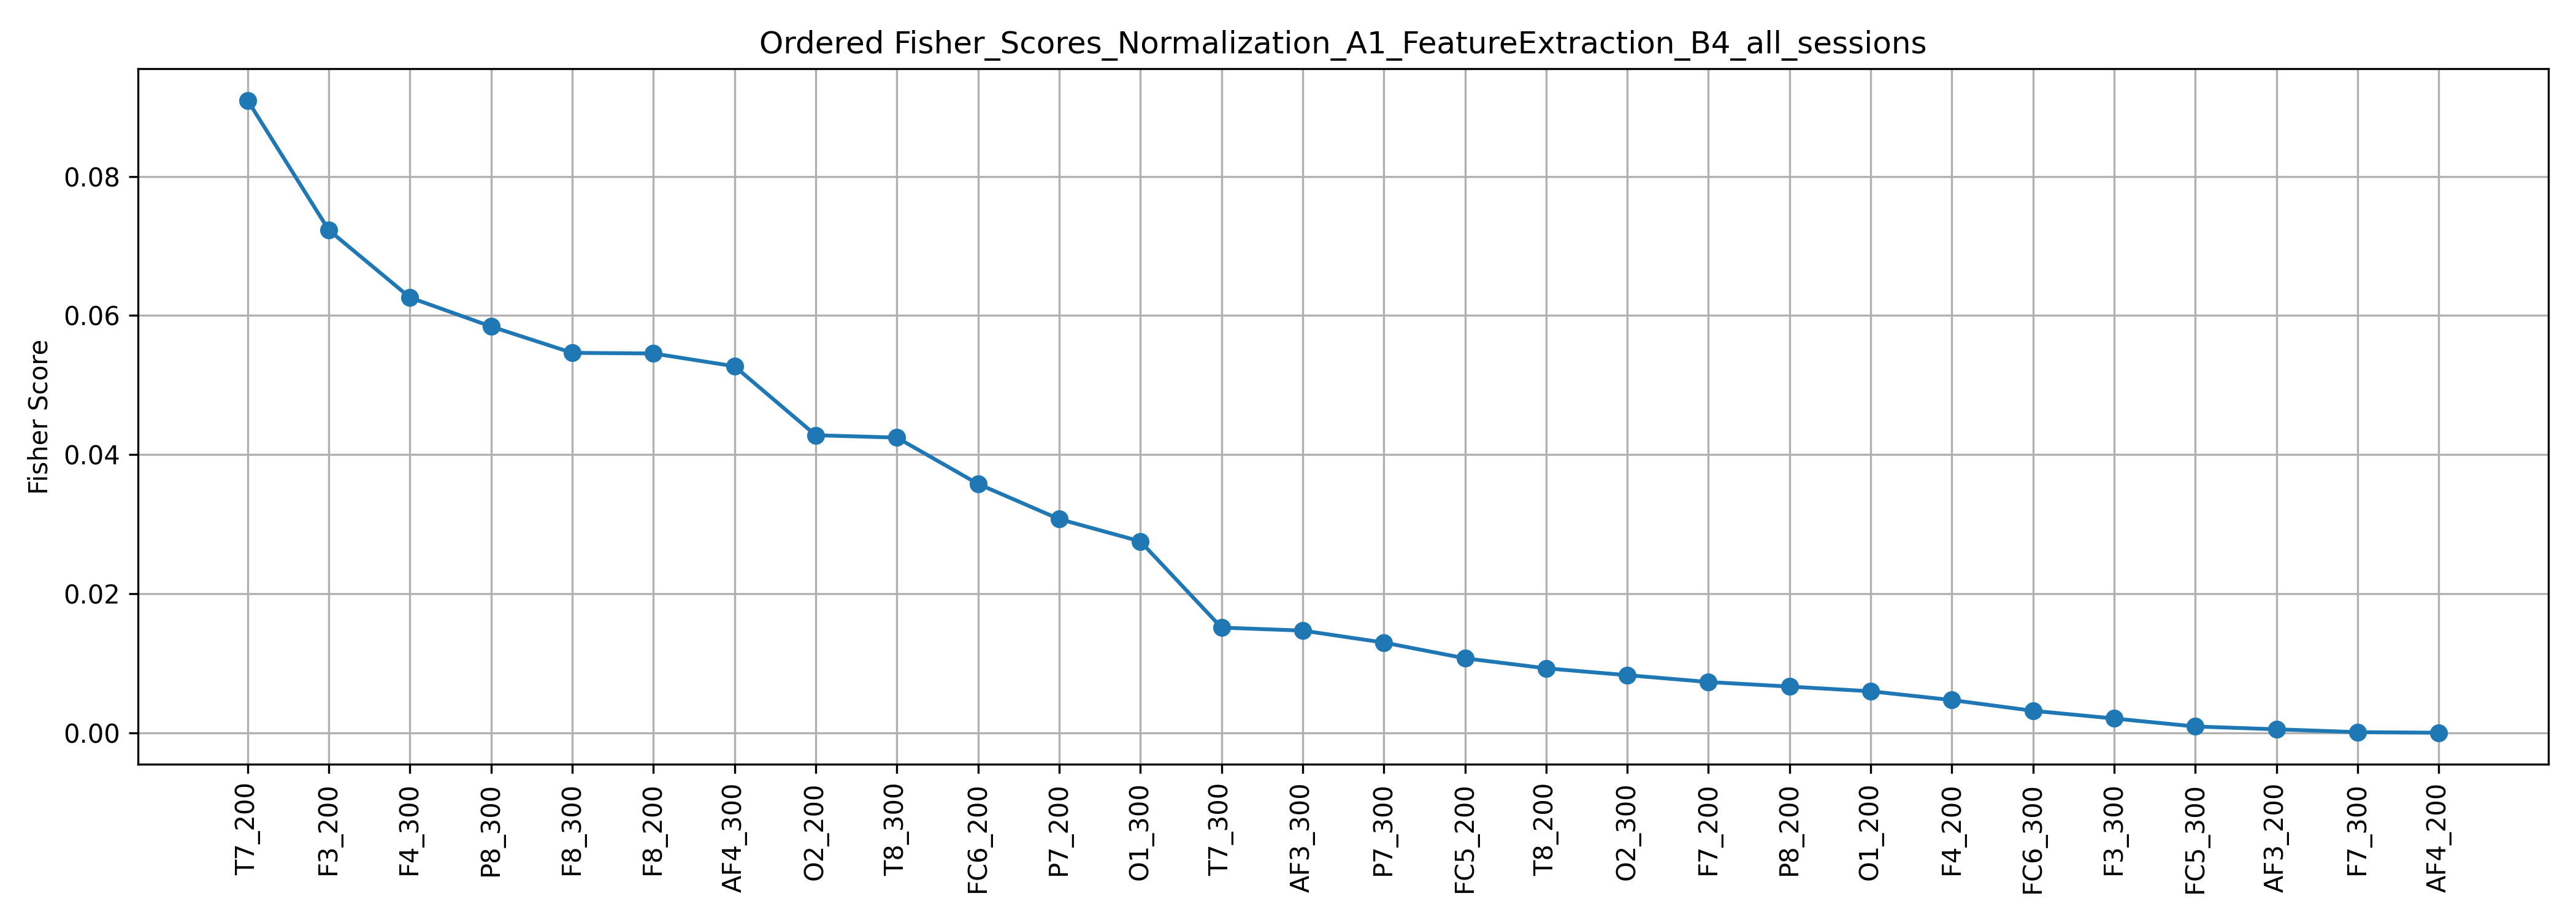 Ordered Fisher_Scores_Normalization_A1_FeatureExtraction_B4_all_sessions
Fisher Score
0.08
0.06
0.04
0.02
0.00
T7_200
F3_200
F4_300
P8_300
F8_300
F8_200
AF4_300
O2_200
T8_300
FC6_200
P7_200
O1_300
T7_300
AF3_300
P7_300
FC5_200
T8_200
O2_300
F7_200
P8_200
O1_200
F4_200
FC6_300
F3_300
FC5_300
AF3_200
F7_300
AF4_200